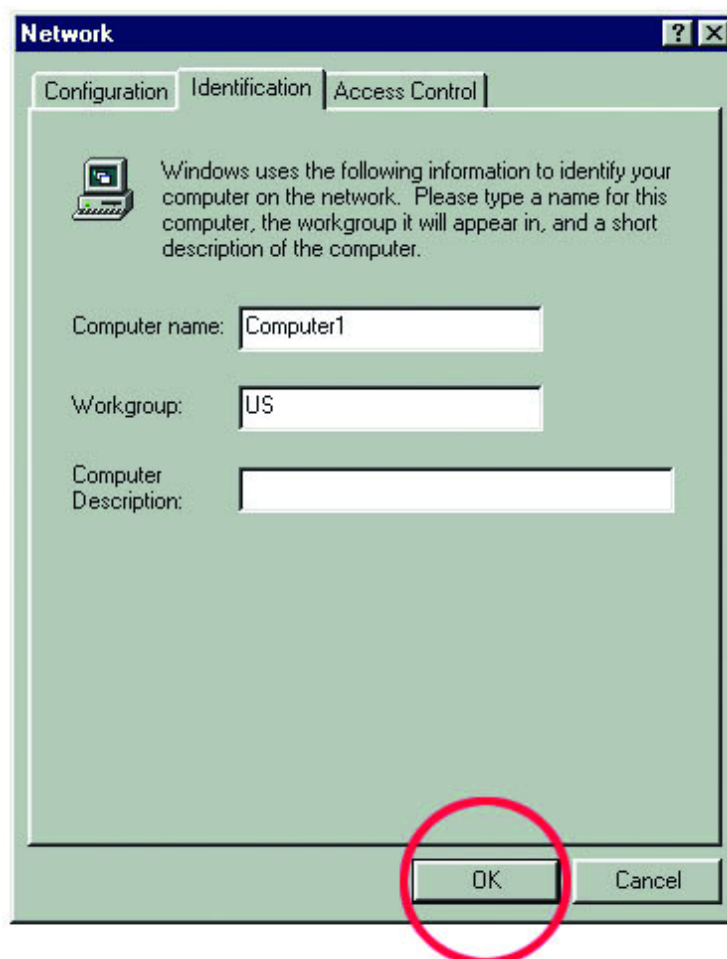 Network
Configuration Identification Access Control
Windows uses the following information to identify your
computer on the network. Please type a name for this
computer, the workgroup it will appear in, and a short
description of the computer.
Computer name: Computer1
Workgroup: US
Computer
Description:
OK Cancel